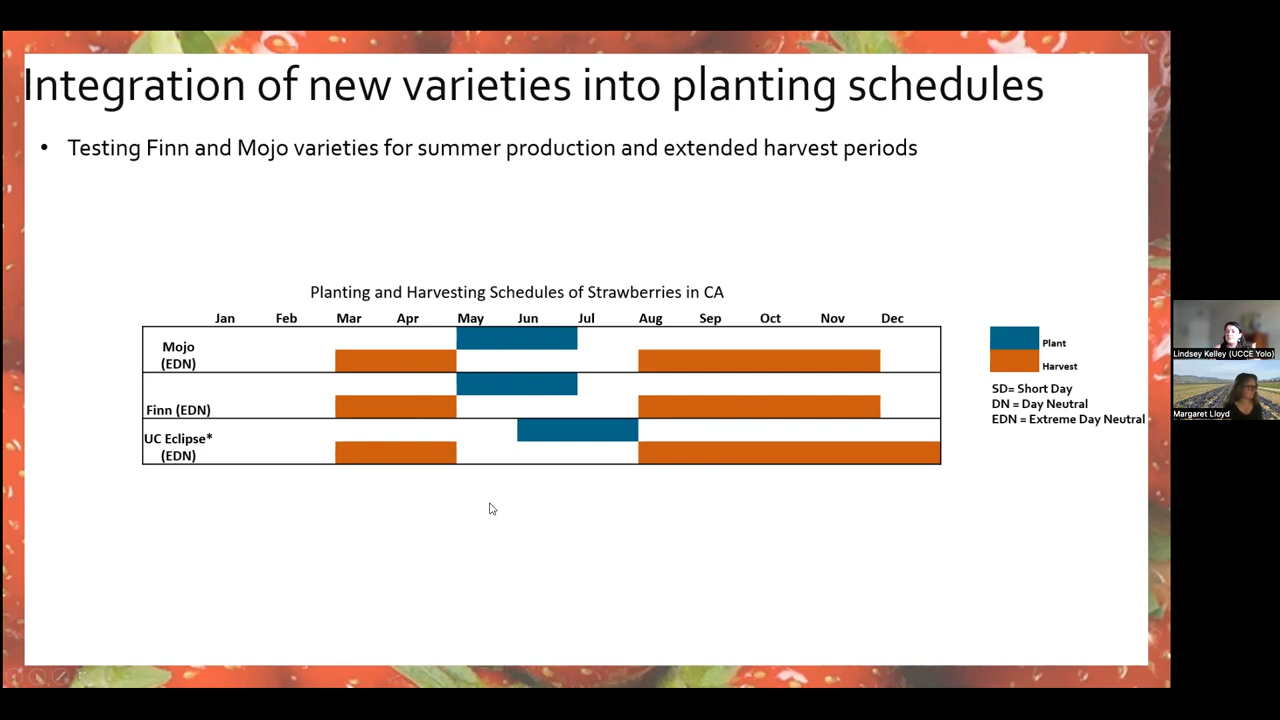 Integration of new varieties into planting schedules
• Testing Finn and Mojo varieties for summer production and extended harvest periods
Planting and Harvesting Schedules of Strawberries in CA
Jan Feb Mar Apr May Jun Jul Aug Sep Oct Nov Dec
Mojo
(EDN)
Finn (EDN)
UC Eclipse*
(EDN)
Plant
Harvest
SD= Short Day
DN = Day Neutral
EDN = Extreme Day Neutral
Lindsey Kelley (UCCE Yolo)
Margaret Lloyd